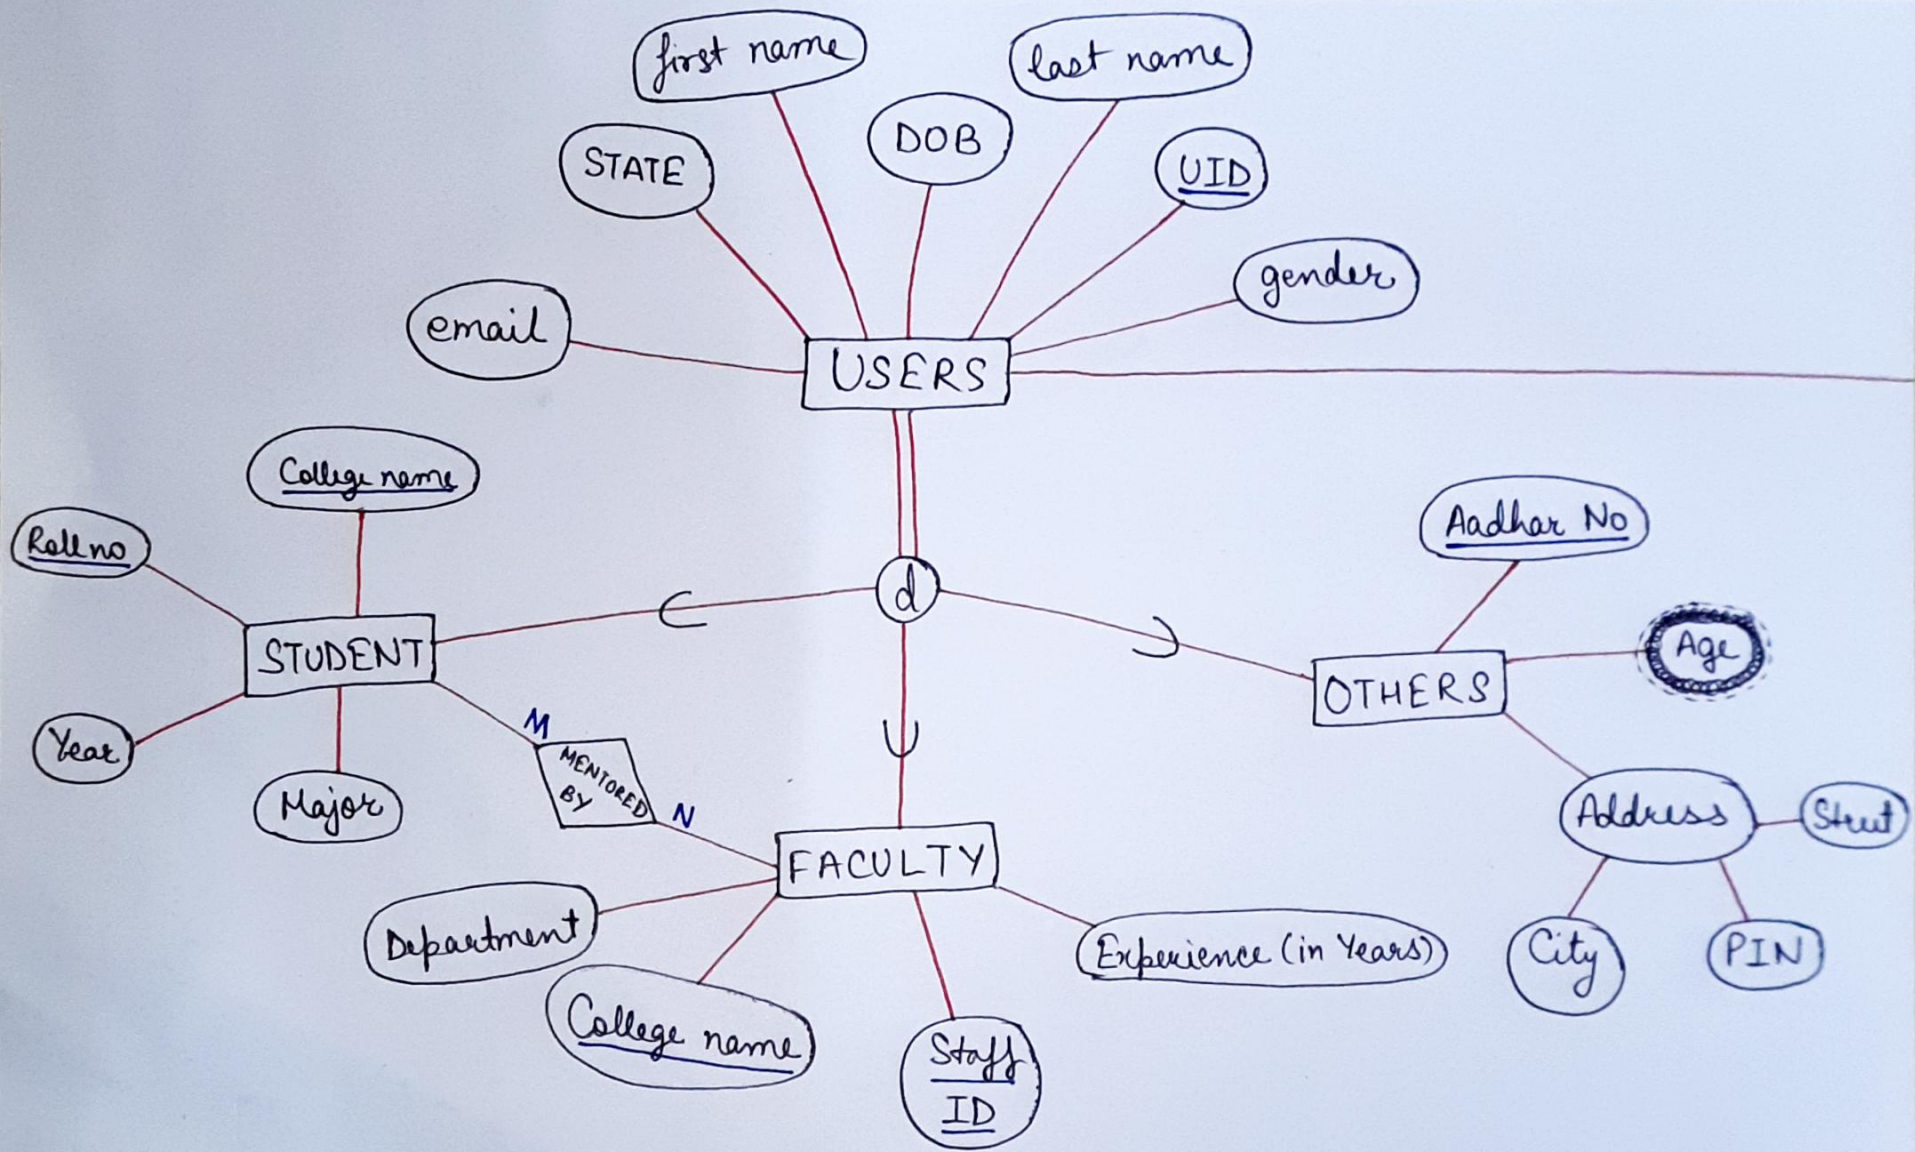 first name
last name
DOB
STATE
UID
gender
email
USERS
College name
Roll no
Aadhar No
d
Age
STUDENT
OTHERS
M
Year
MENTORED
BY
Major
N
Address
Street
FACULTY
Department
Experience (in Years)
City
PIN
College name
Staff
ID